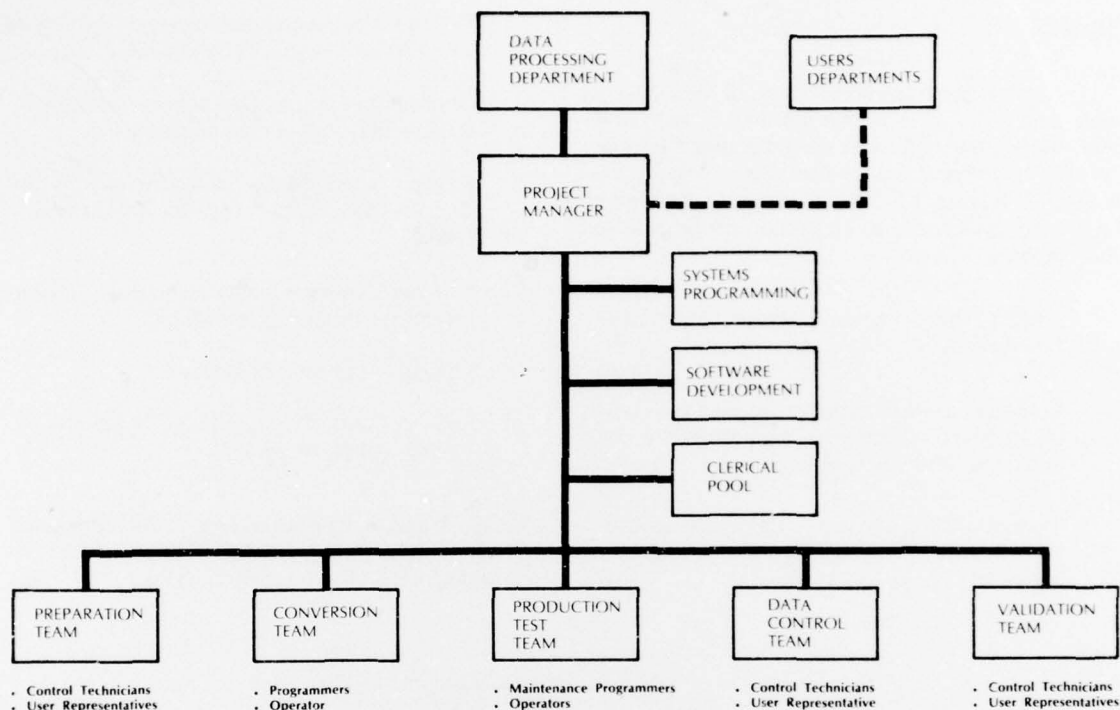 DATA
PROCESSING
DEPARTMENT
USERS
DEPARTMENTS
PROJECT
MANAGER
SYSTEMS
PROGRAMMING
SOFTWARE
DEVELOPMENT
CLERICAL
POOL
PREPARATION
TEAM
CONVERSION
TEAM
PRODUCTION
TEST
TEAM
DATA
CONTROL
TEAM
VALIDATION
TEAM
. Control Technicians
. User Representatives
. Programmers
. Operator
. Maintenance Programmers
. Operators
. Control Technicians
. User Representative
. Control Technicians
. User Representatives